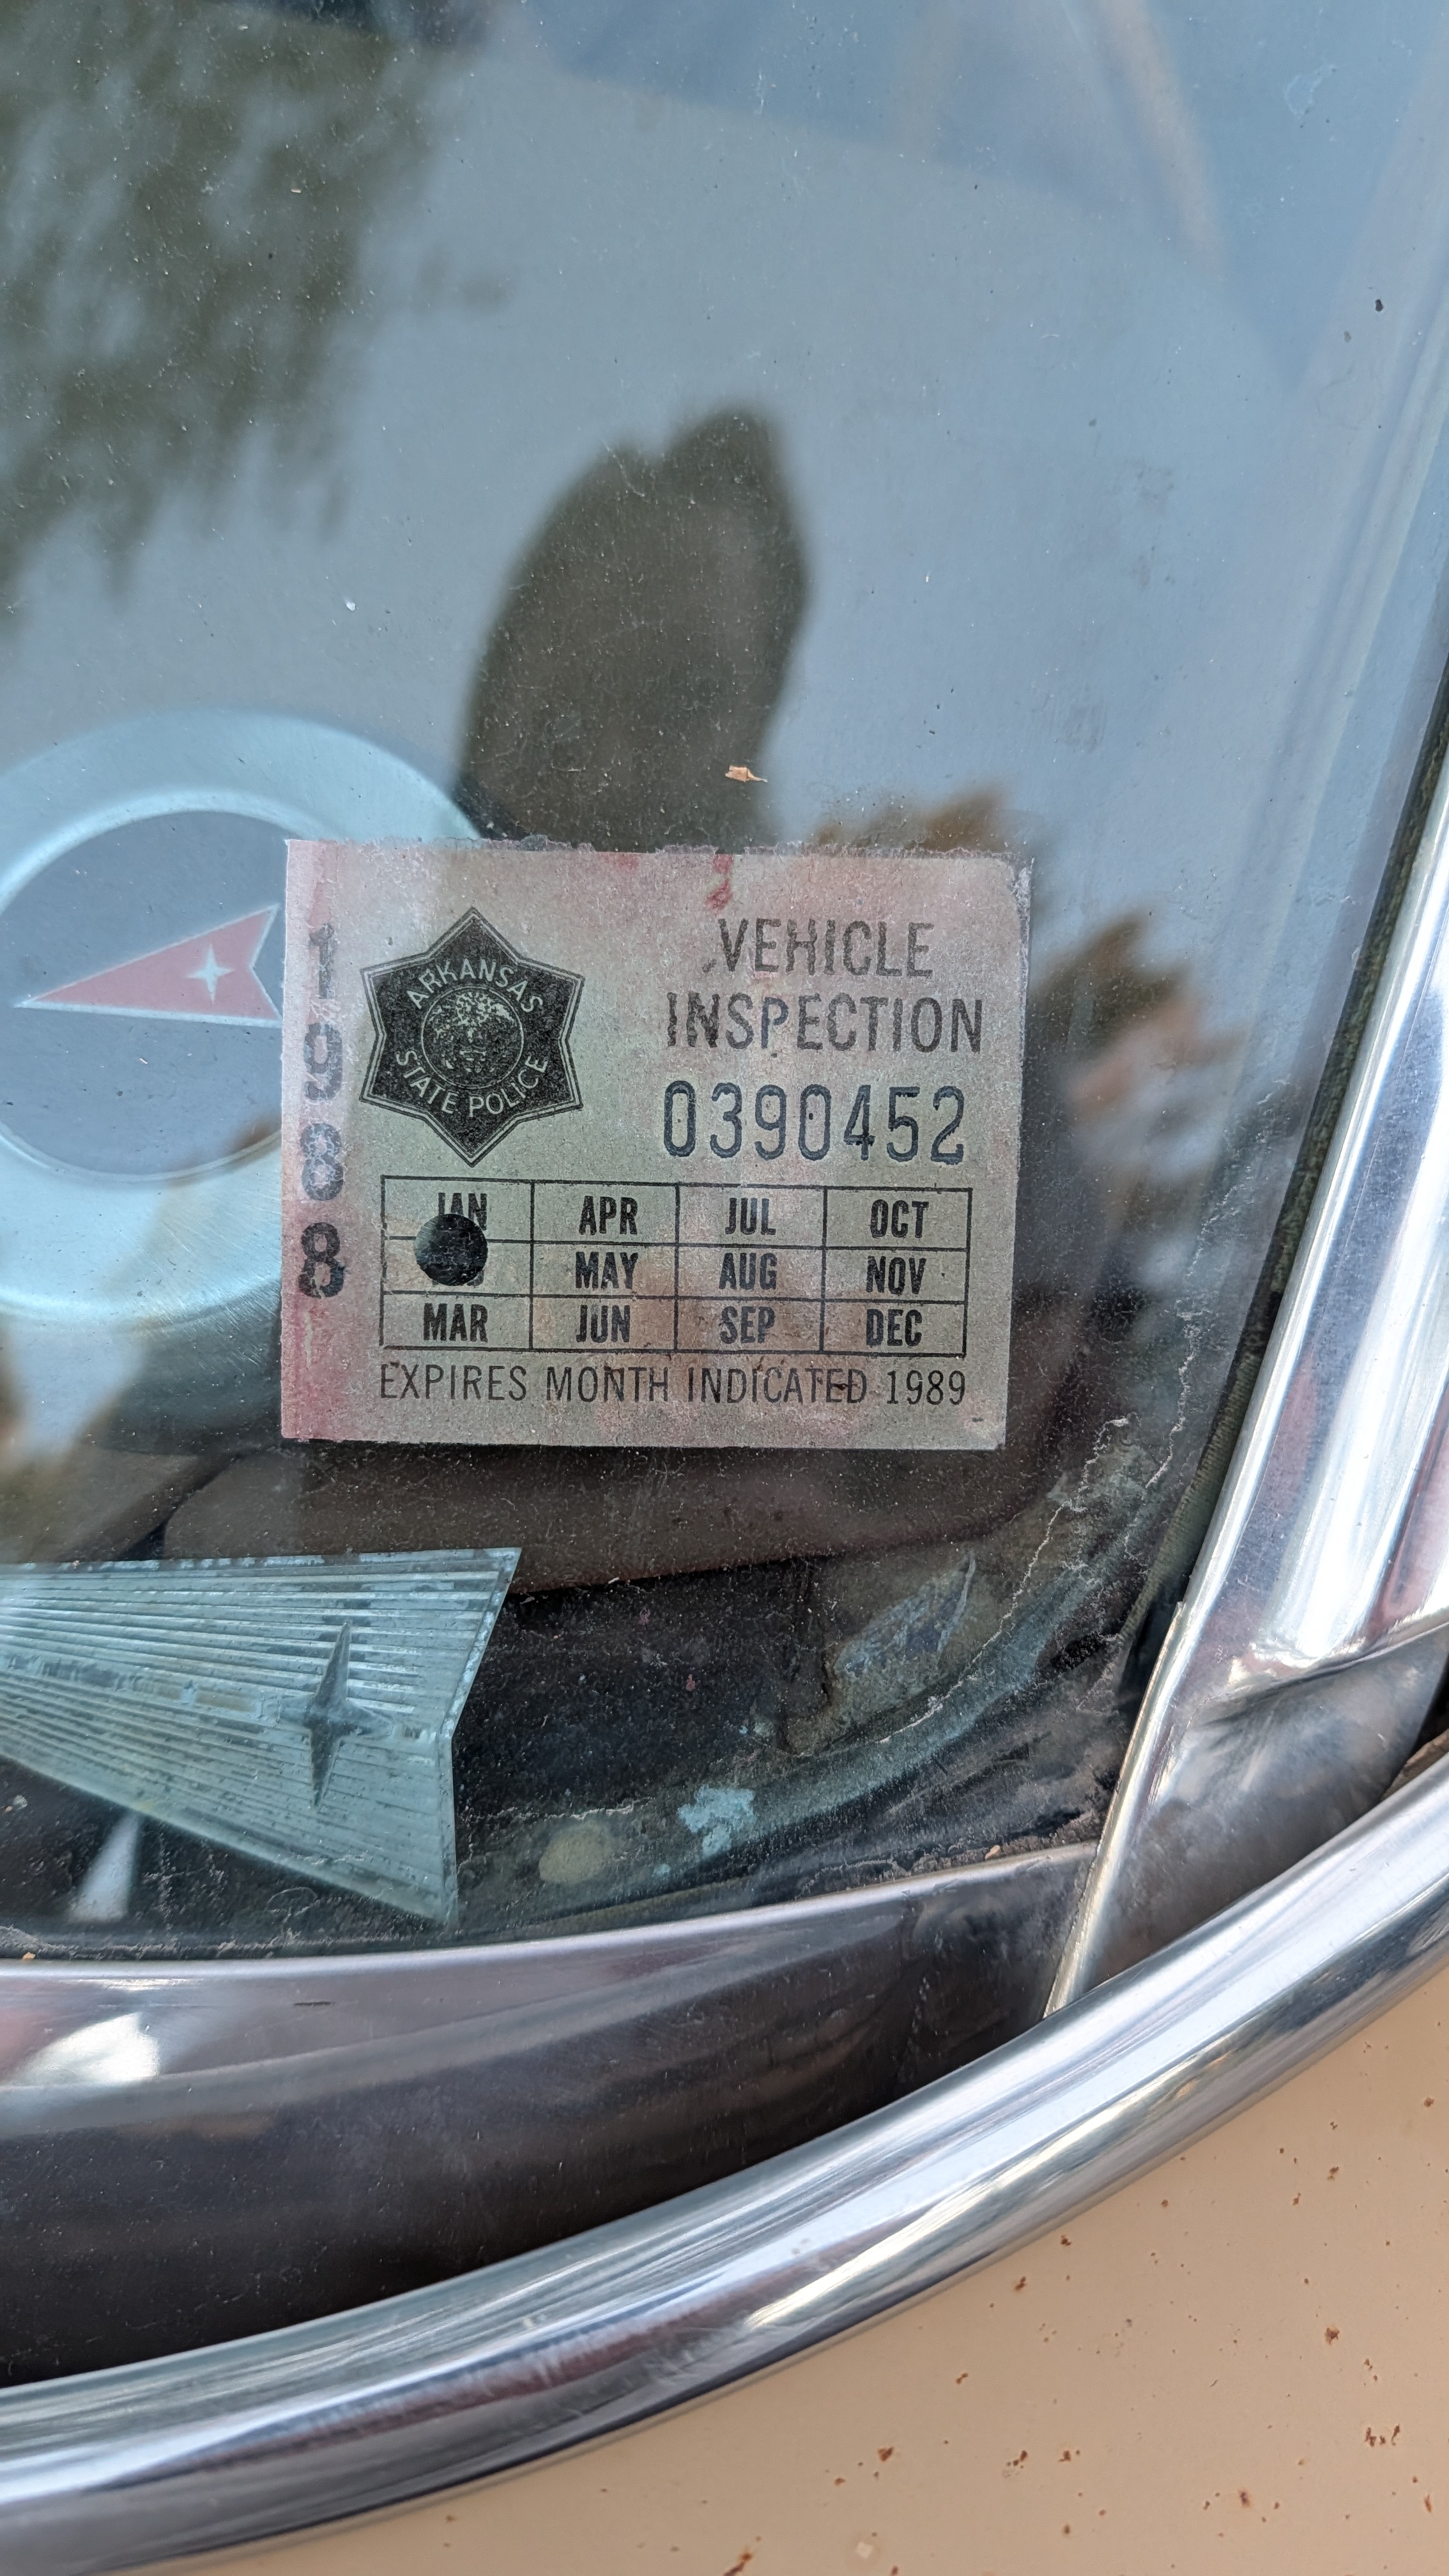 1988
ARKANSAS
STATE POLICE
VEHICLE
INSPECTION
0390452
JAN APR JUL OCT
MAY AUG NOV
MAR JUN SEP DEC
EXPIRES MONTH INDICATED 1989